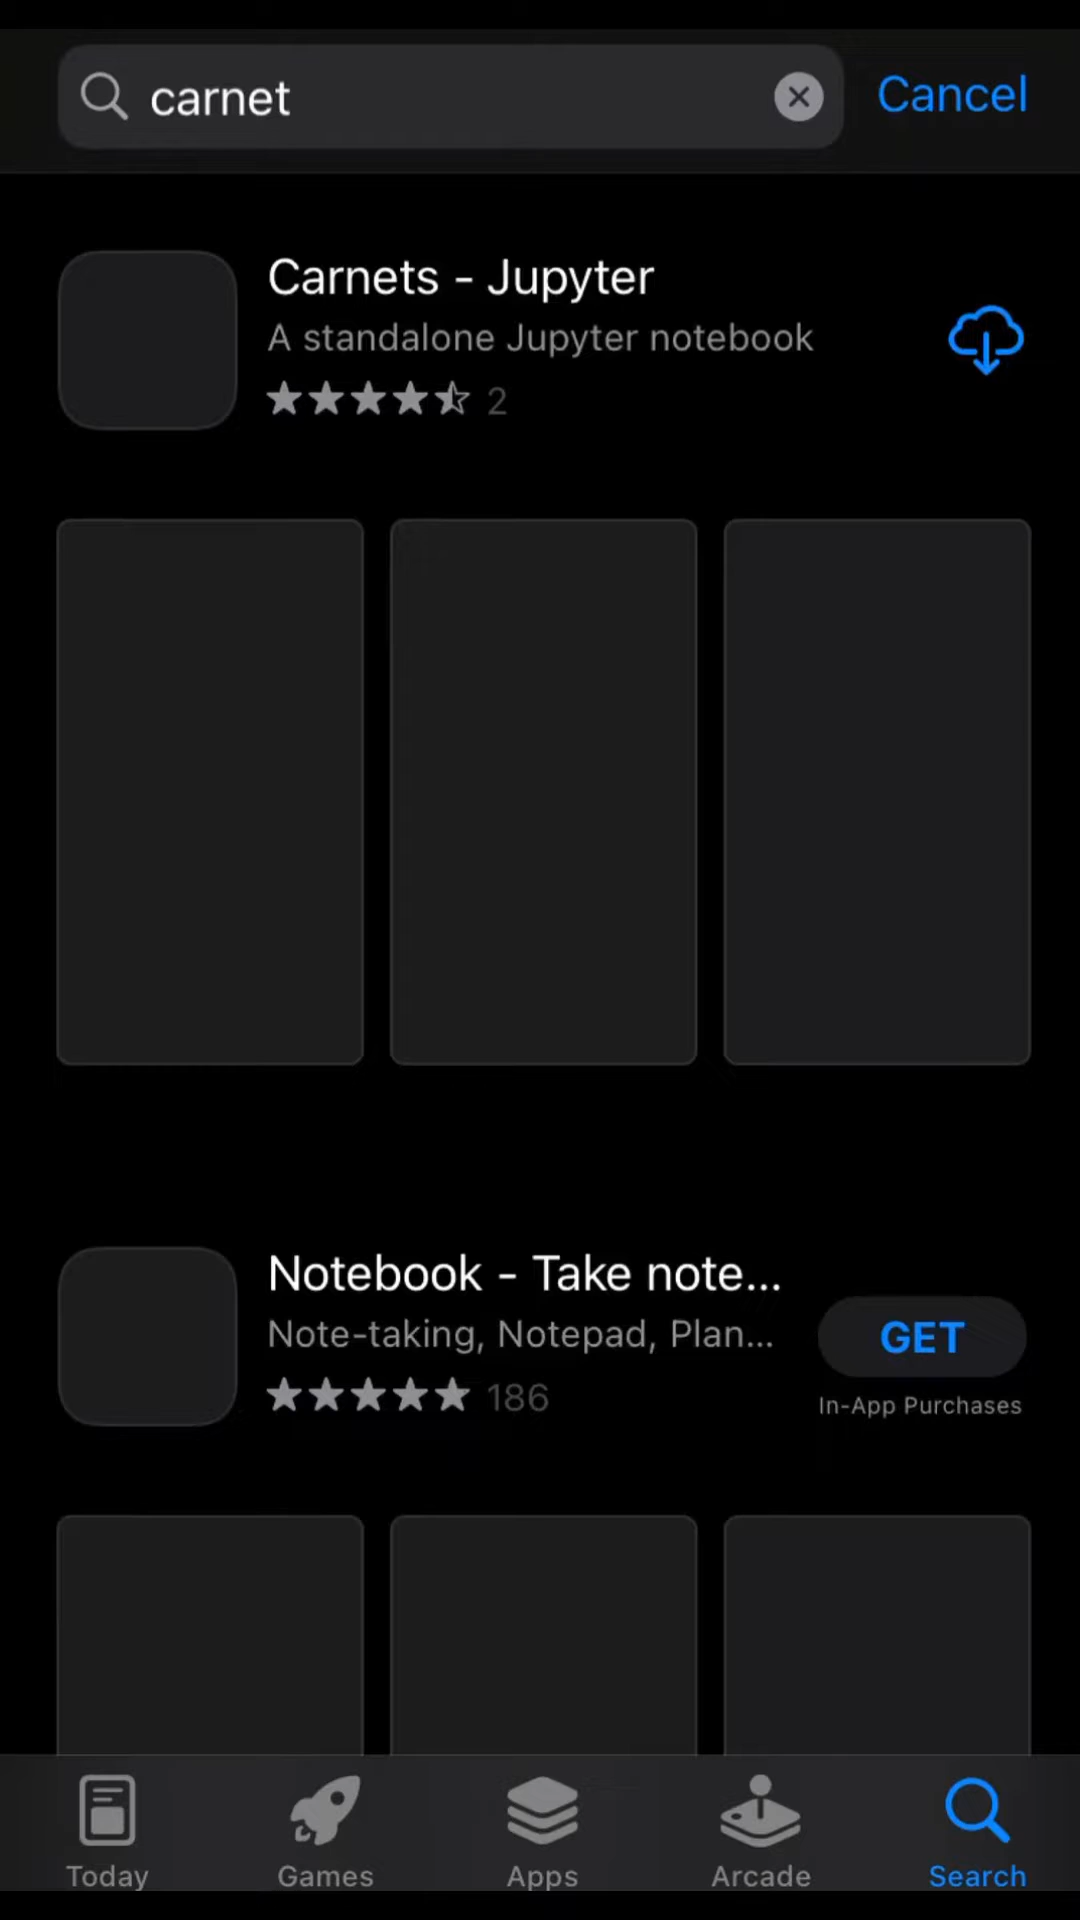 carnet
Cancel
Carnets - Jupyter
A standalone Jupyter notebook
2
Notebook - Take note...
Note-taking, Notepad, Plan...
GET
186
In-App Purchases
Today
Games
Apps
Arcade
Search